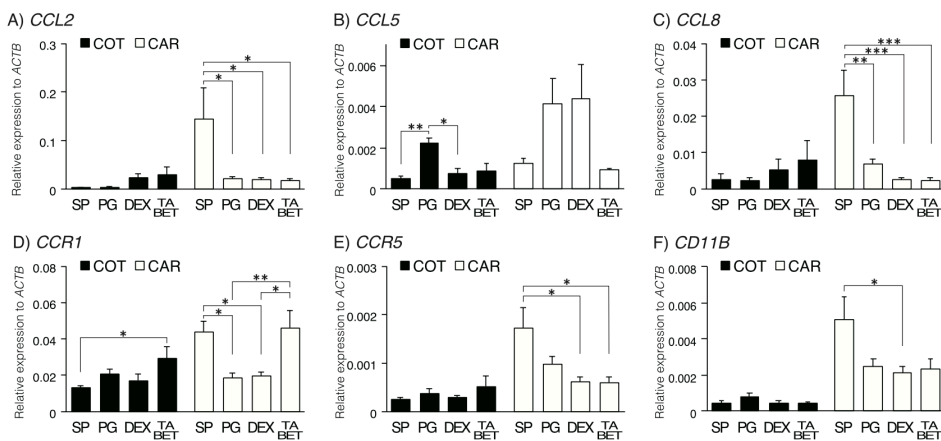 A) CCL2
■ COT □ CAR
Relative expression to ACTB
0.3
0.2
0.1
0
*
*
*
SP PG DEX TA BET SP PG DEX TA BET
B) CCL5
■ COT □ CAR
Relative expression to ACTB
0.006
0.004
0.002
0
** *
SP PG DEX TA BET SP PG DEX TA BET
C) CCL8
■ COT □ CAR
Relative expression to ACTB
0.04
0.03
0.02
0.01
0
***
***
**
SP PG DEX TA BET SP PG DEX TA BET
D) CCR1
■ COT □ CAR
Relative expression to ACTB
0.08
0.06
0.04
0.02
0
*
**
*
*
*
SP PG DEX TA BET SP PG DEX TA BET
E) CCR5
■ COT □ CAR
Relative expression to ACTB
0.003
0.002
0.001
0
*
*
SP PG DEX TA BET SP PG DEX TA BET
F) CD11B
■ COT □ CAR
Relative expression to ACTB
0.008
0.006
0.004
0.002
0
*
SP PG DEX TA BET SP PG DEX TA BET